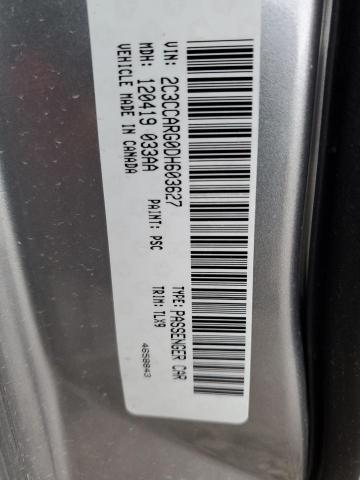 VIN: 2C3CCARG0DH603627 TYPE: PASSENGER CAR
MDH: 120419 033AA PAINT: PSC TRIM: TLX9
VEHICLE MADE IN CANADA 4658843